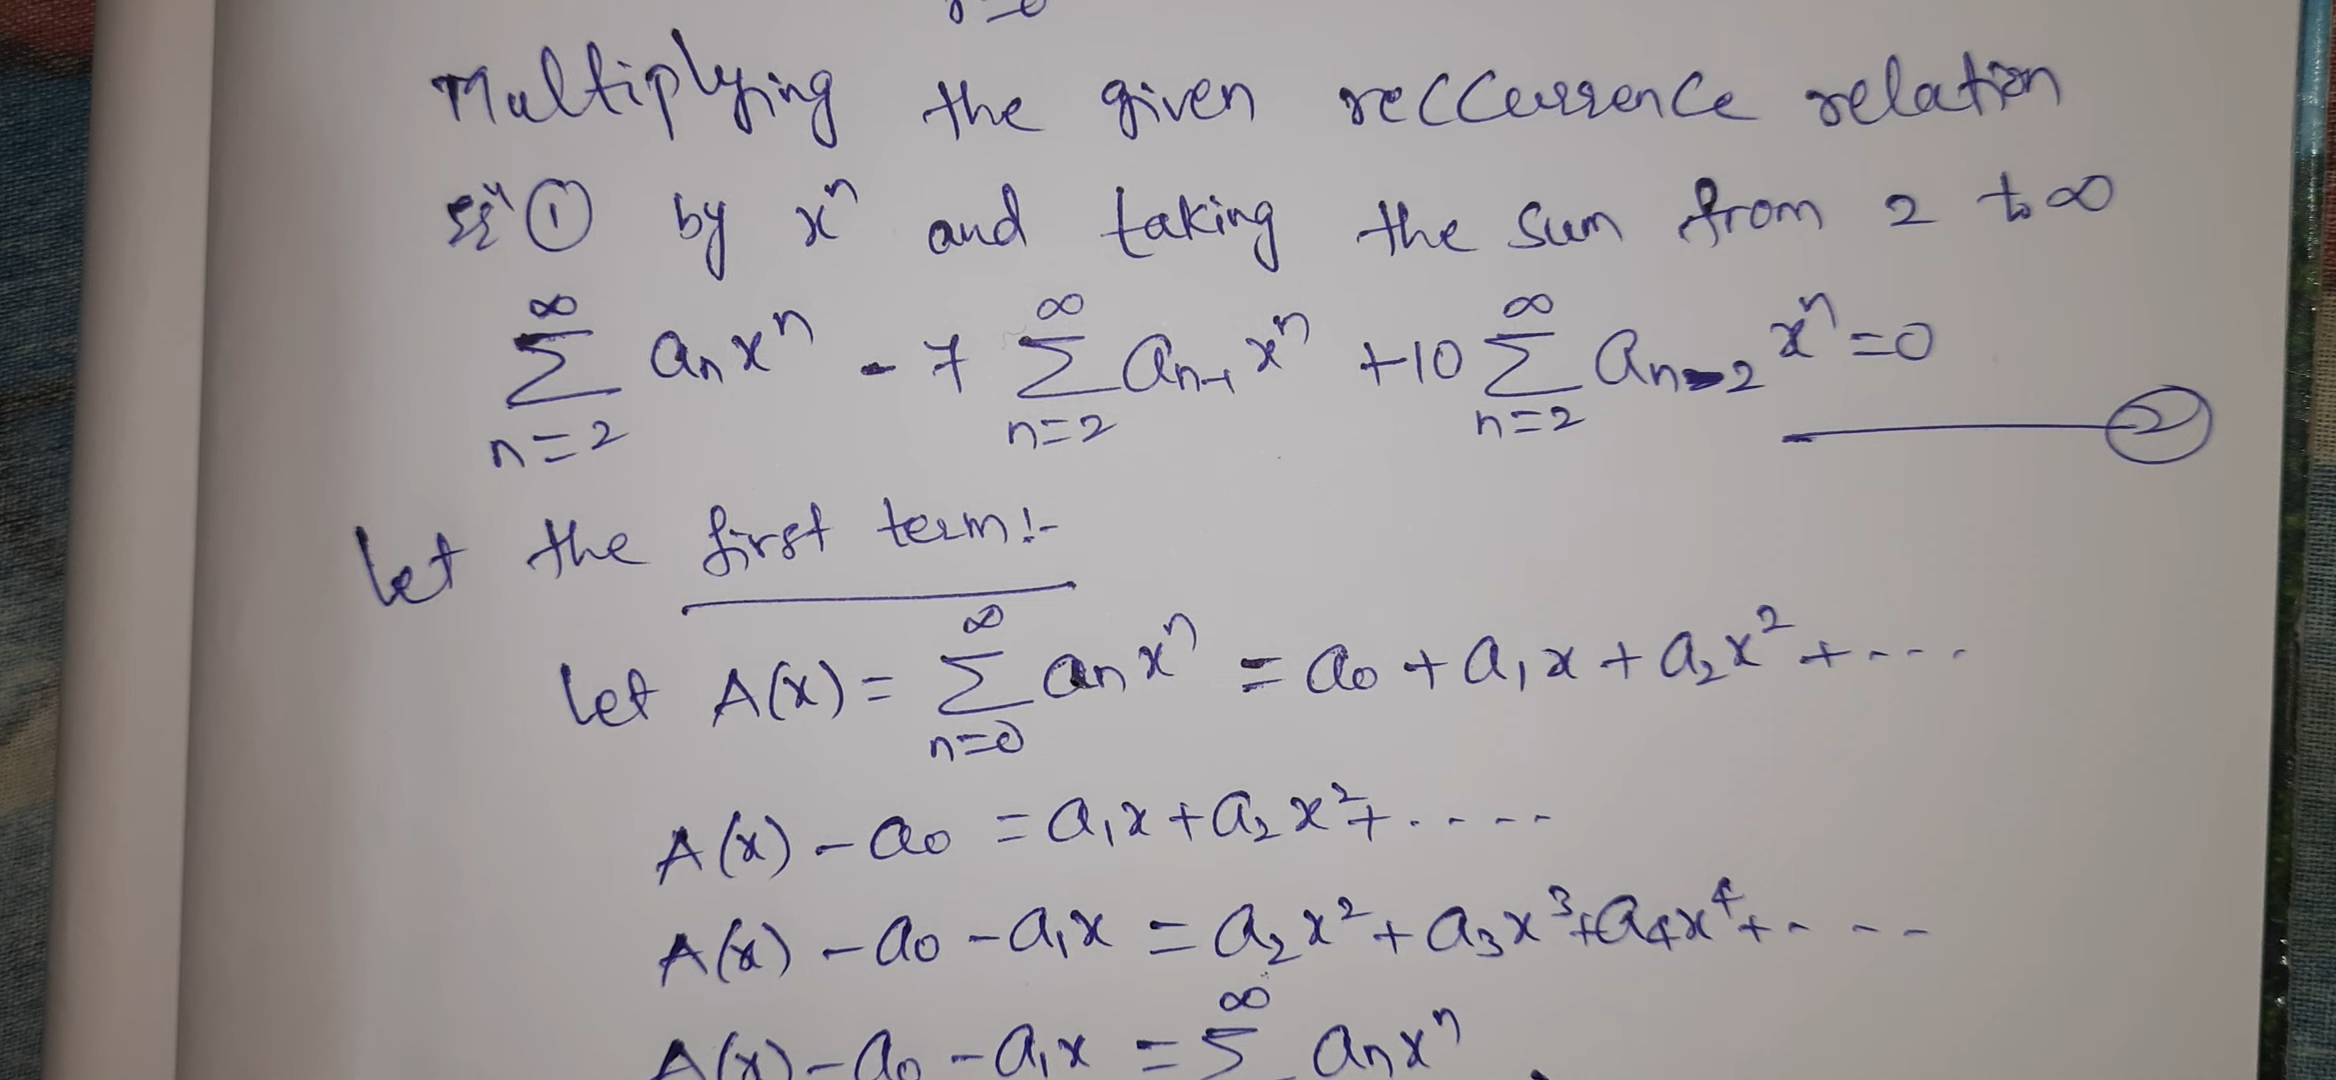 Multiplying the given reccurrence relation
① by xⁿ and taking the sum from 2 to ∞
∞ ∑ n=2 aₙxⁿ - 7 ∞ ∑ n=2 aₙ₋₁xⁿ +10 ∞ ∑ n=2 aₙ₋₂xⁿ=0 ②
Let the first term:-
Let A(x) = ∞ ∑ n=0 aₙxⁿ = a₀ + a₁x + a₂x² + ----
A(x) - a₀ = a₁x + a₂x² + .----
A(x) - a₀ - a₁x = a₂x² + a₃x³ + a₄x⁴ + ----
A(x) - a₀ - a₁x = ∞ ∑ aₙxⁿ